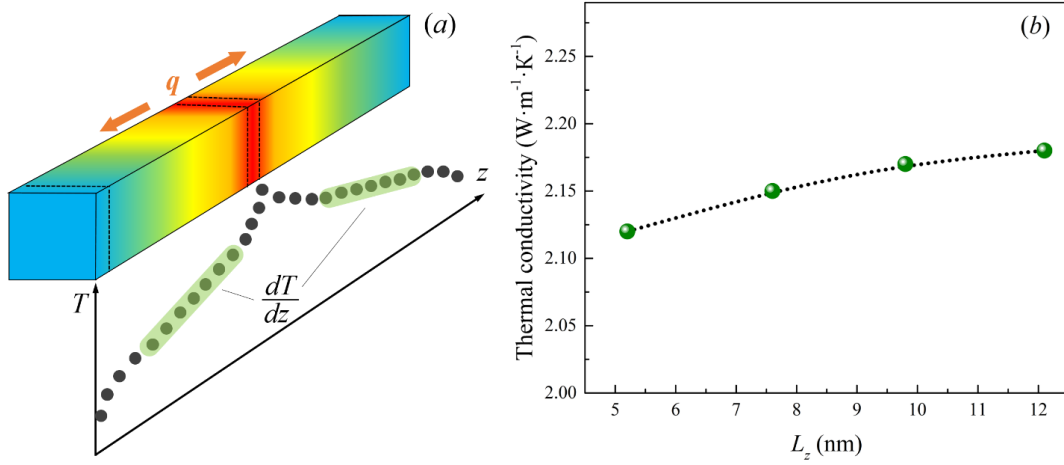 (a)
q
z
T
dT
dz
(b)
Thermal conductivity (W·m⁻¹·K⁻¹)
2.25
2.20
2.15
2.10
2.05
2.00
5 6 7 8 9 10 11 12
L_z (nm)